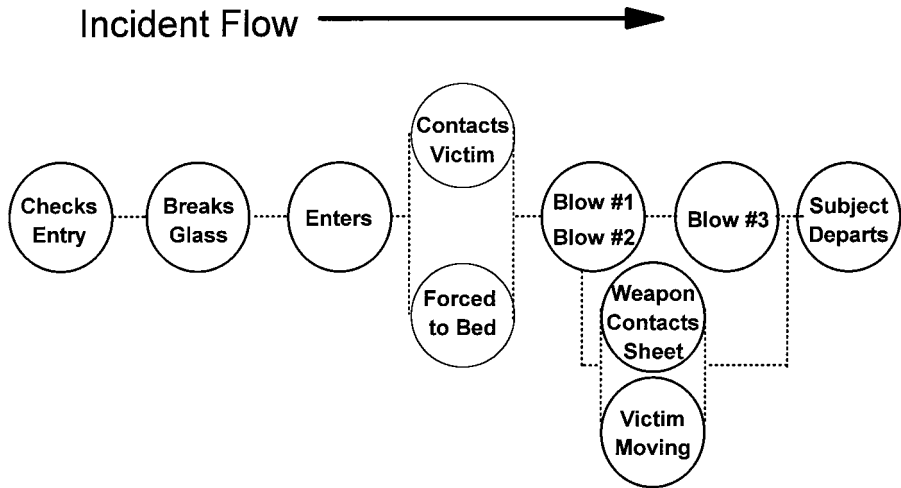 Incident Flow
Checks
Entry
Breaks
Glass
Enters
Contacts
Victim
Forced
to Bed
Blow #1
Blow #2
Blow #3
Subject
Departs
Weapon
Contacts
Sheet
Victim
Moving